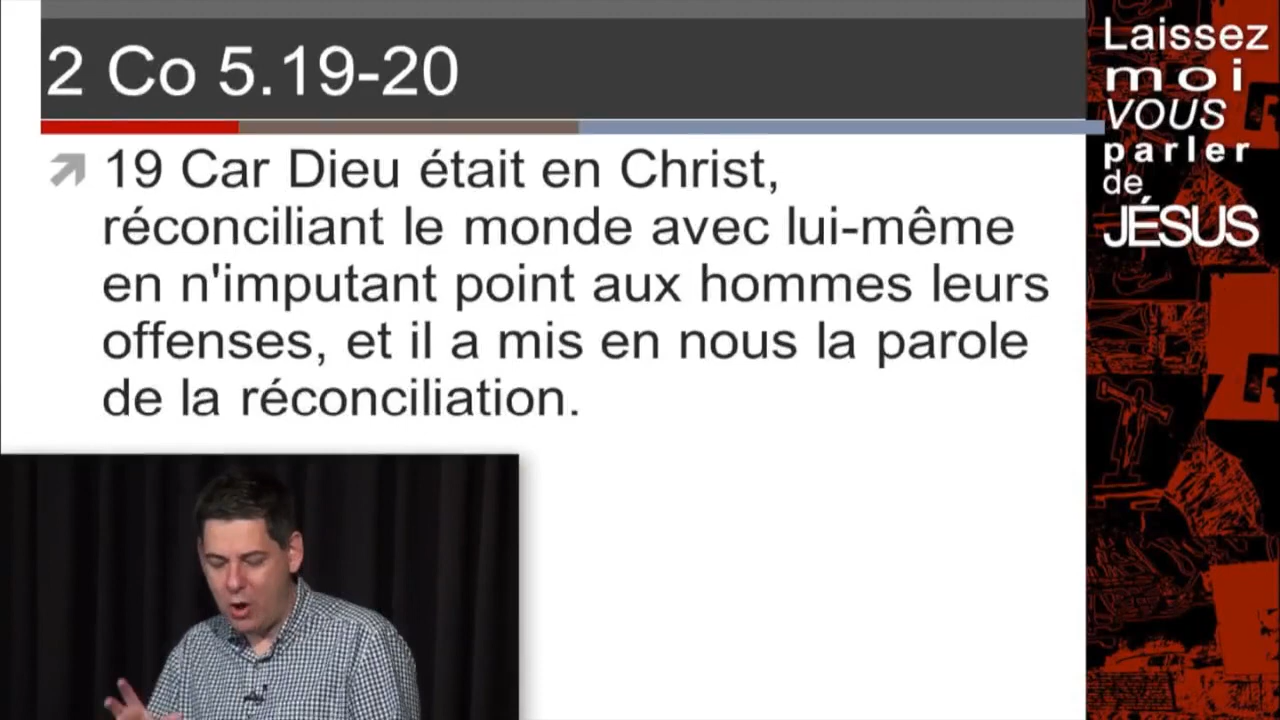 2 Co 5.19-20
19 Car Dieu était en Christ,
réconciliant le monde avec lui-même
en n'imputant point aux hommes leurs
offenses, et il a mis en nous la parole
de la réconciliation.
Laissez
moi
VOUS
parler
de
JÉSUS